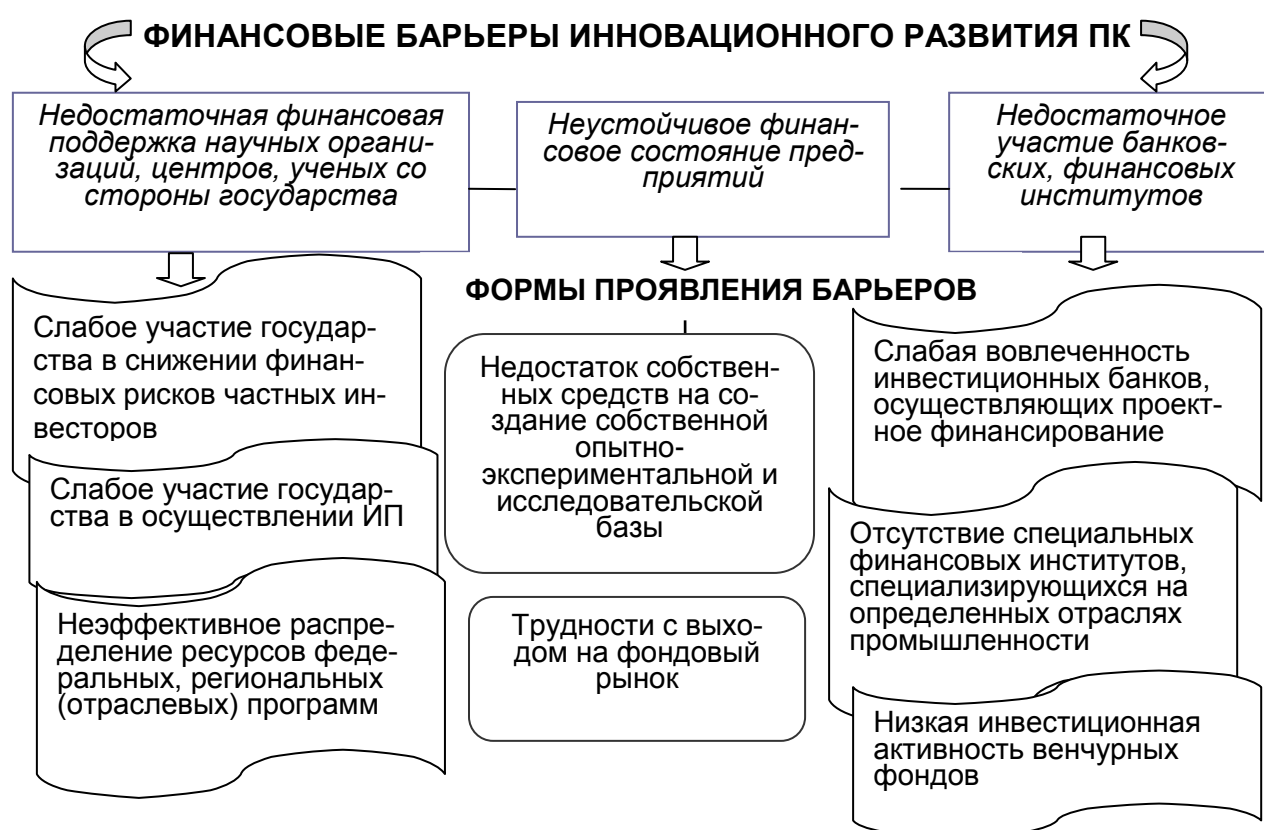 ФИНАНСОВЫЕ БАРЬЕРЫ ИННОВАЦИОННОГО РАЗВИТИЯ ПК
Недостаточная финансовая
поддержка научных органи-
заций, центров, ученых со
стороны государства
Неустойчивое финан-
совое состояние пред-
приятий
Недостаточное
участие банков-
ских, финансовых
институтов
ФОРМЫ ПРОЯВЛЕНИЯ БАРЬЕРОВ
Слабое участие государ-
ства в снижении финан-
совых рисков частных ин-
весторов
Слабое участие государ-
ства в осуществлении ИП
Неэффективное распре-
деление ресурсов феде-
ральных, региональных
(отраслевых) программ
Недостаток собствен-
ных средств на со-
здание собственной
опытно-
экспериментальной и
исследовательской
базы
Трудности с выхо-
дом на фондовый
рынок
Слабая вовлеченность
инвестиционных банков,
осуществляющих проект-
ное финансирование
Отсутствие специальных
финансовых институтов,
специализирующихся на
определенных отраслях
промышленности
Низкая инвестиционная
активность венчурных
фондов